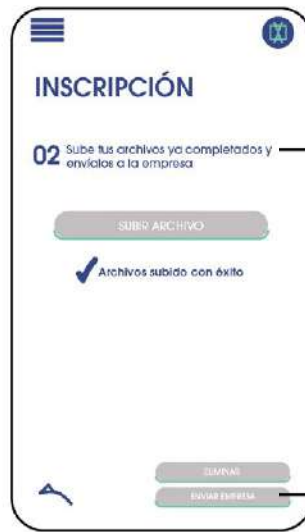 INSCRIPCIÓN
02 Sube tus archivos ya completados y
envíalos a la empresa
SUBIR ARCHIVO
Archivos subido con éxito
ELIMINAR
ENVIAR EMPRESA